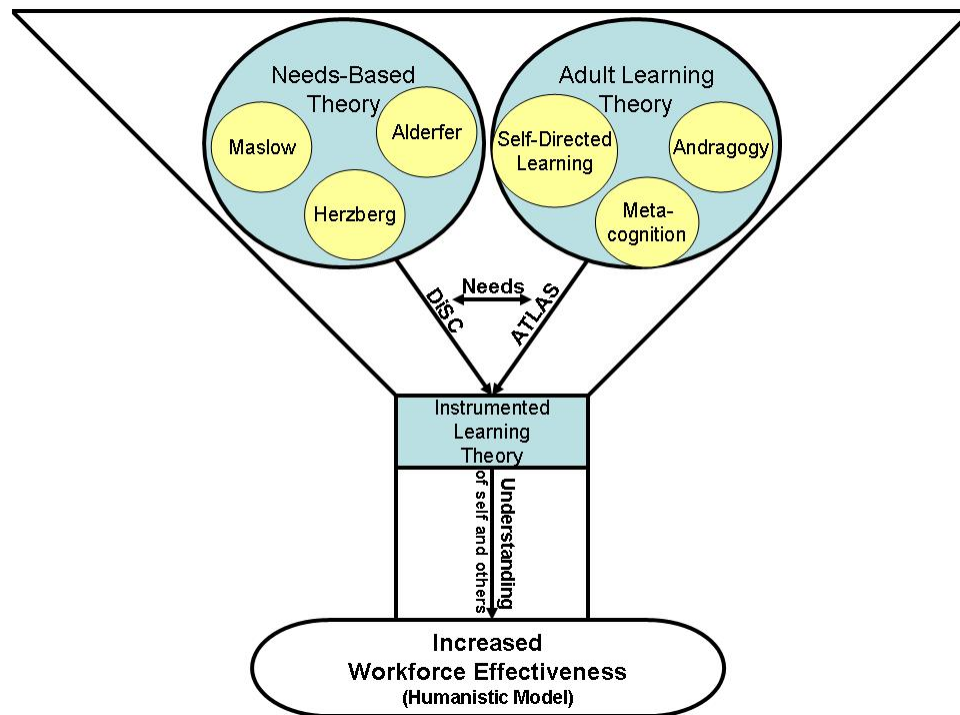 Needs-Based
Theory
Maslow
Alderfer
Herzberg
Adult Learning
Theory
Self-Directed
Learning
Andragogy
Meta-
cognition
Needs
DiSC
ATLAS
Instrumented
Learning
Theory
Understanding
of self and others
Increased
Workforce Effectiveness
(Humanistic Model)